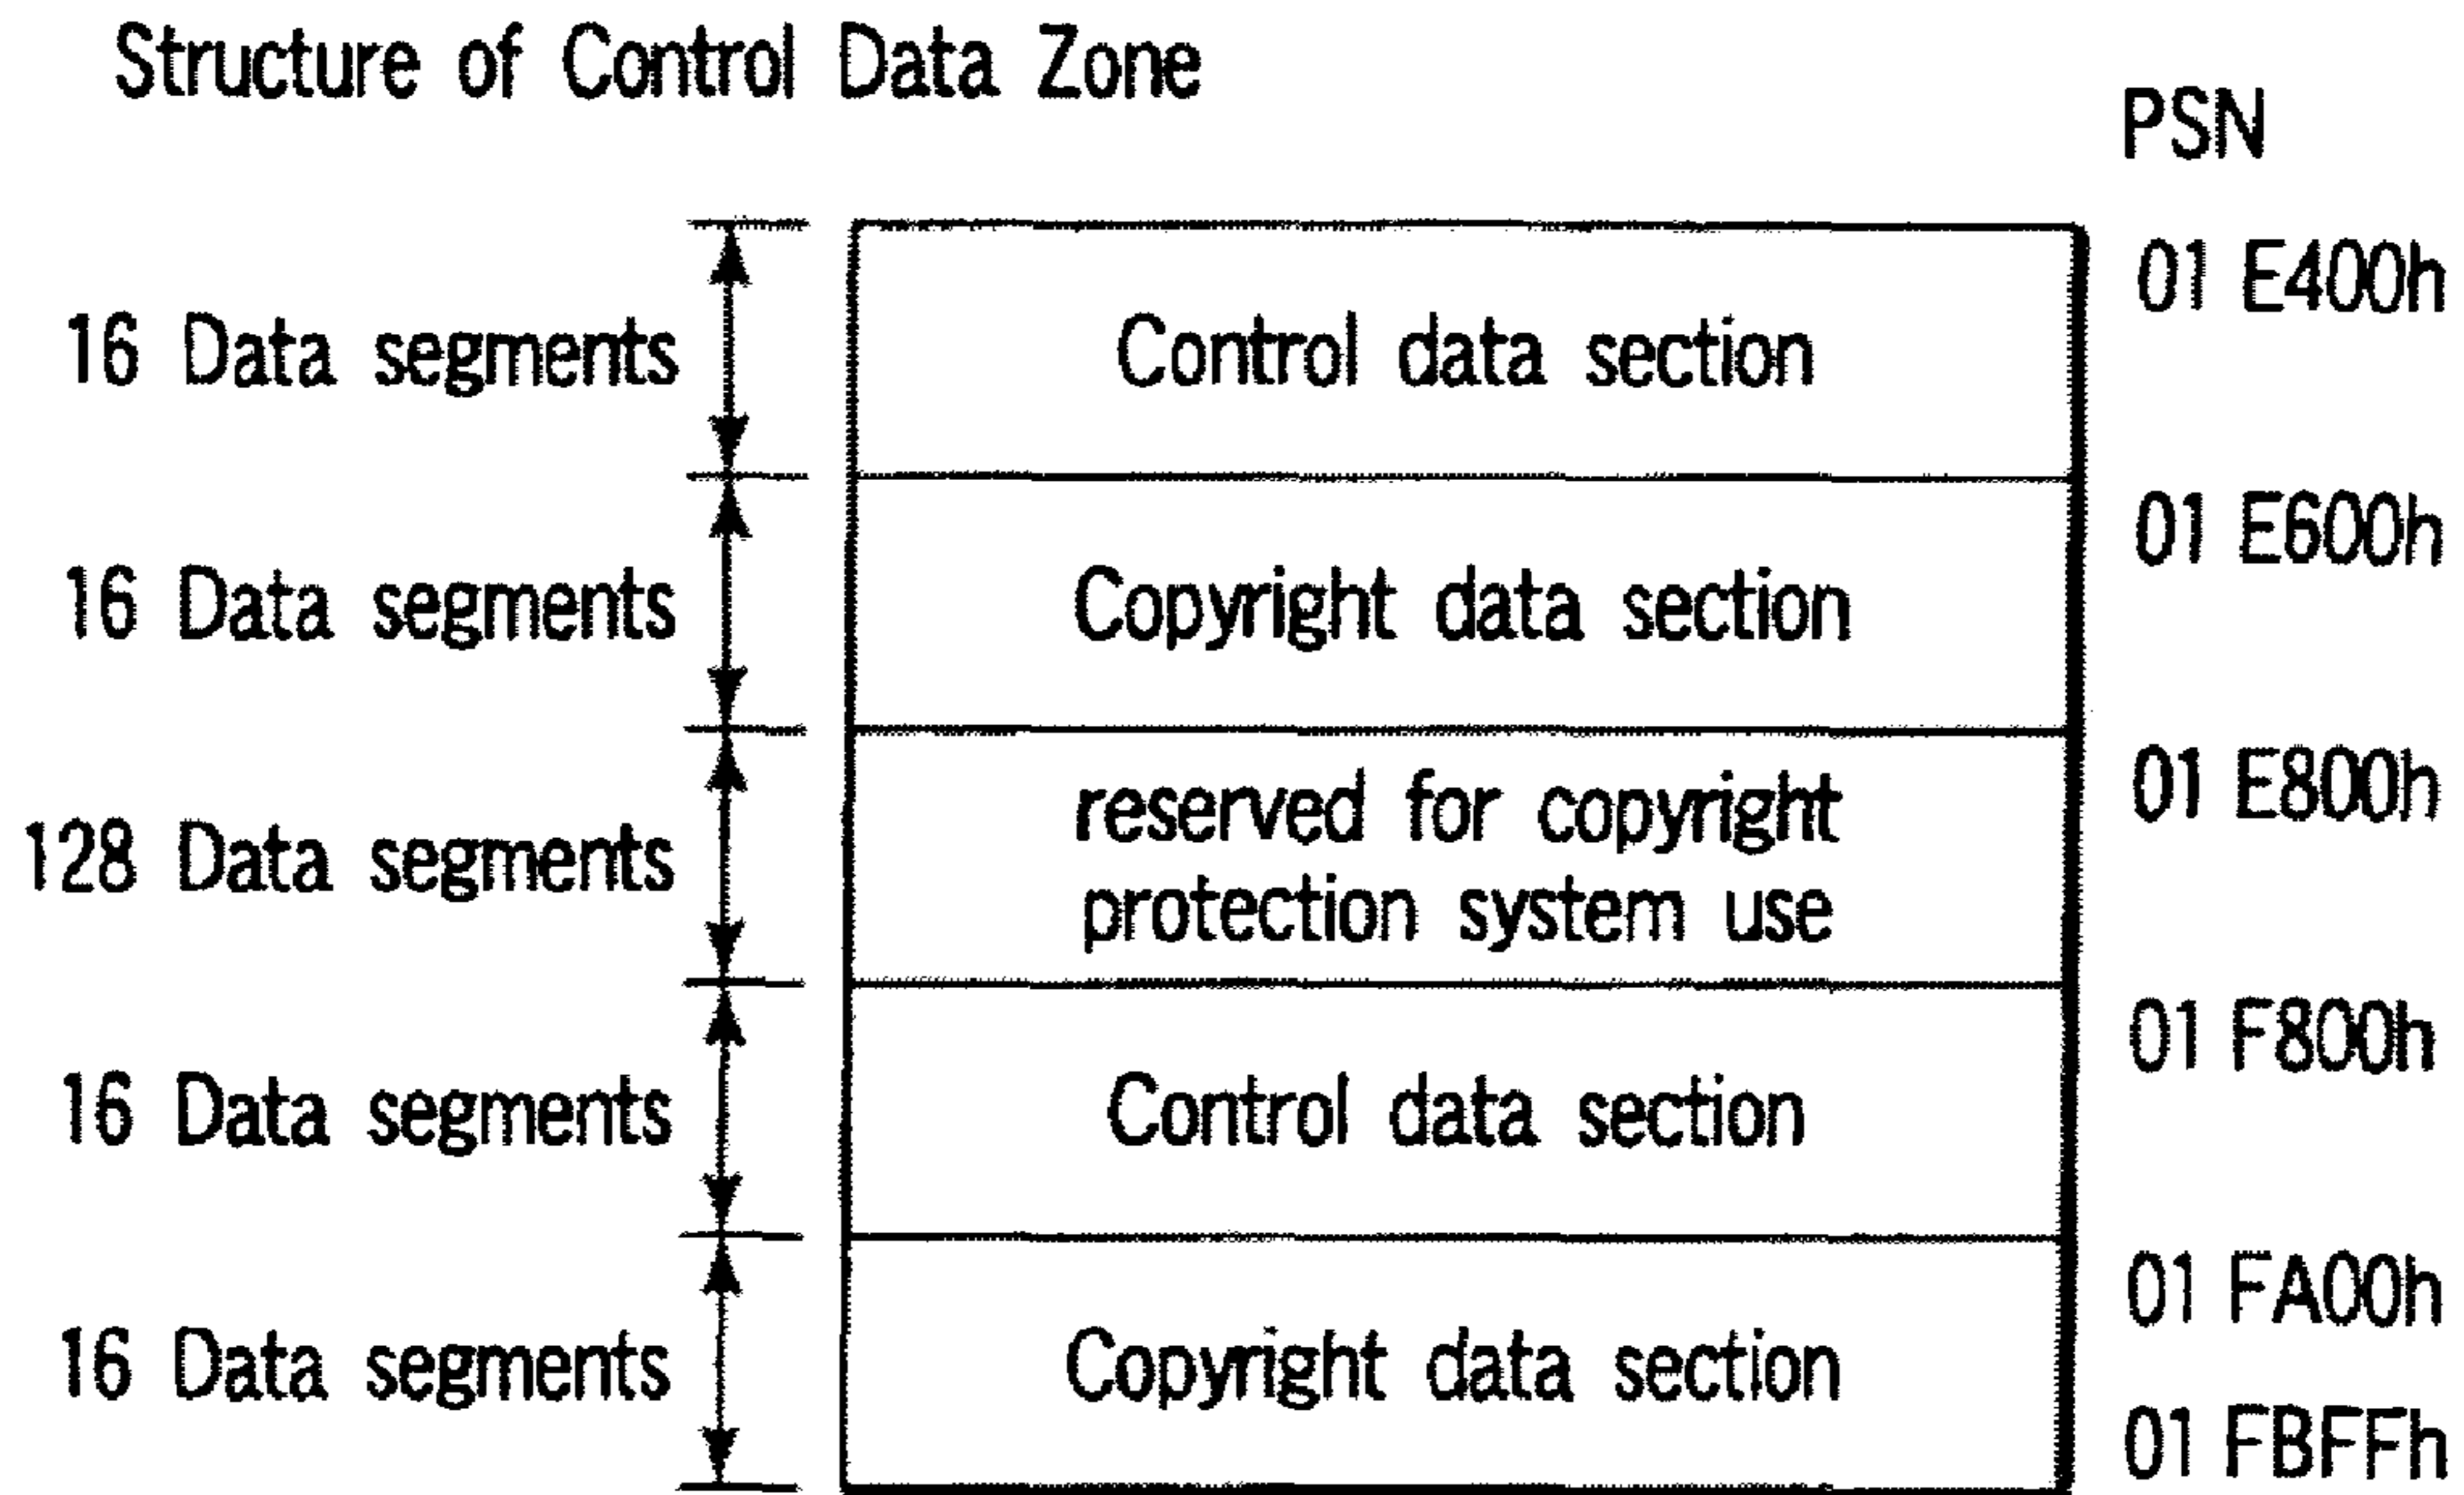 Structure of Control Data Zone
PSN
01 E400h
16 Data segments
Control data section
01 E600h
16 Data segments
Copyright data section
01 E800h
reserved for copyright
128 Data segments
protection system use
01 F800h
16 Data segments
Control data section
01 FA00h
16 Data segments
Copyright data section
01 FBFFh